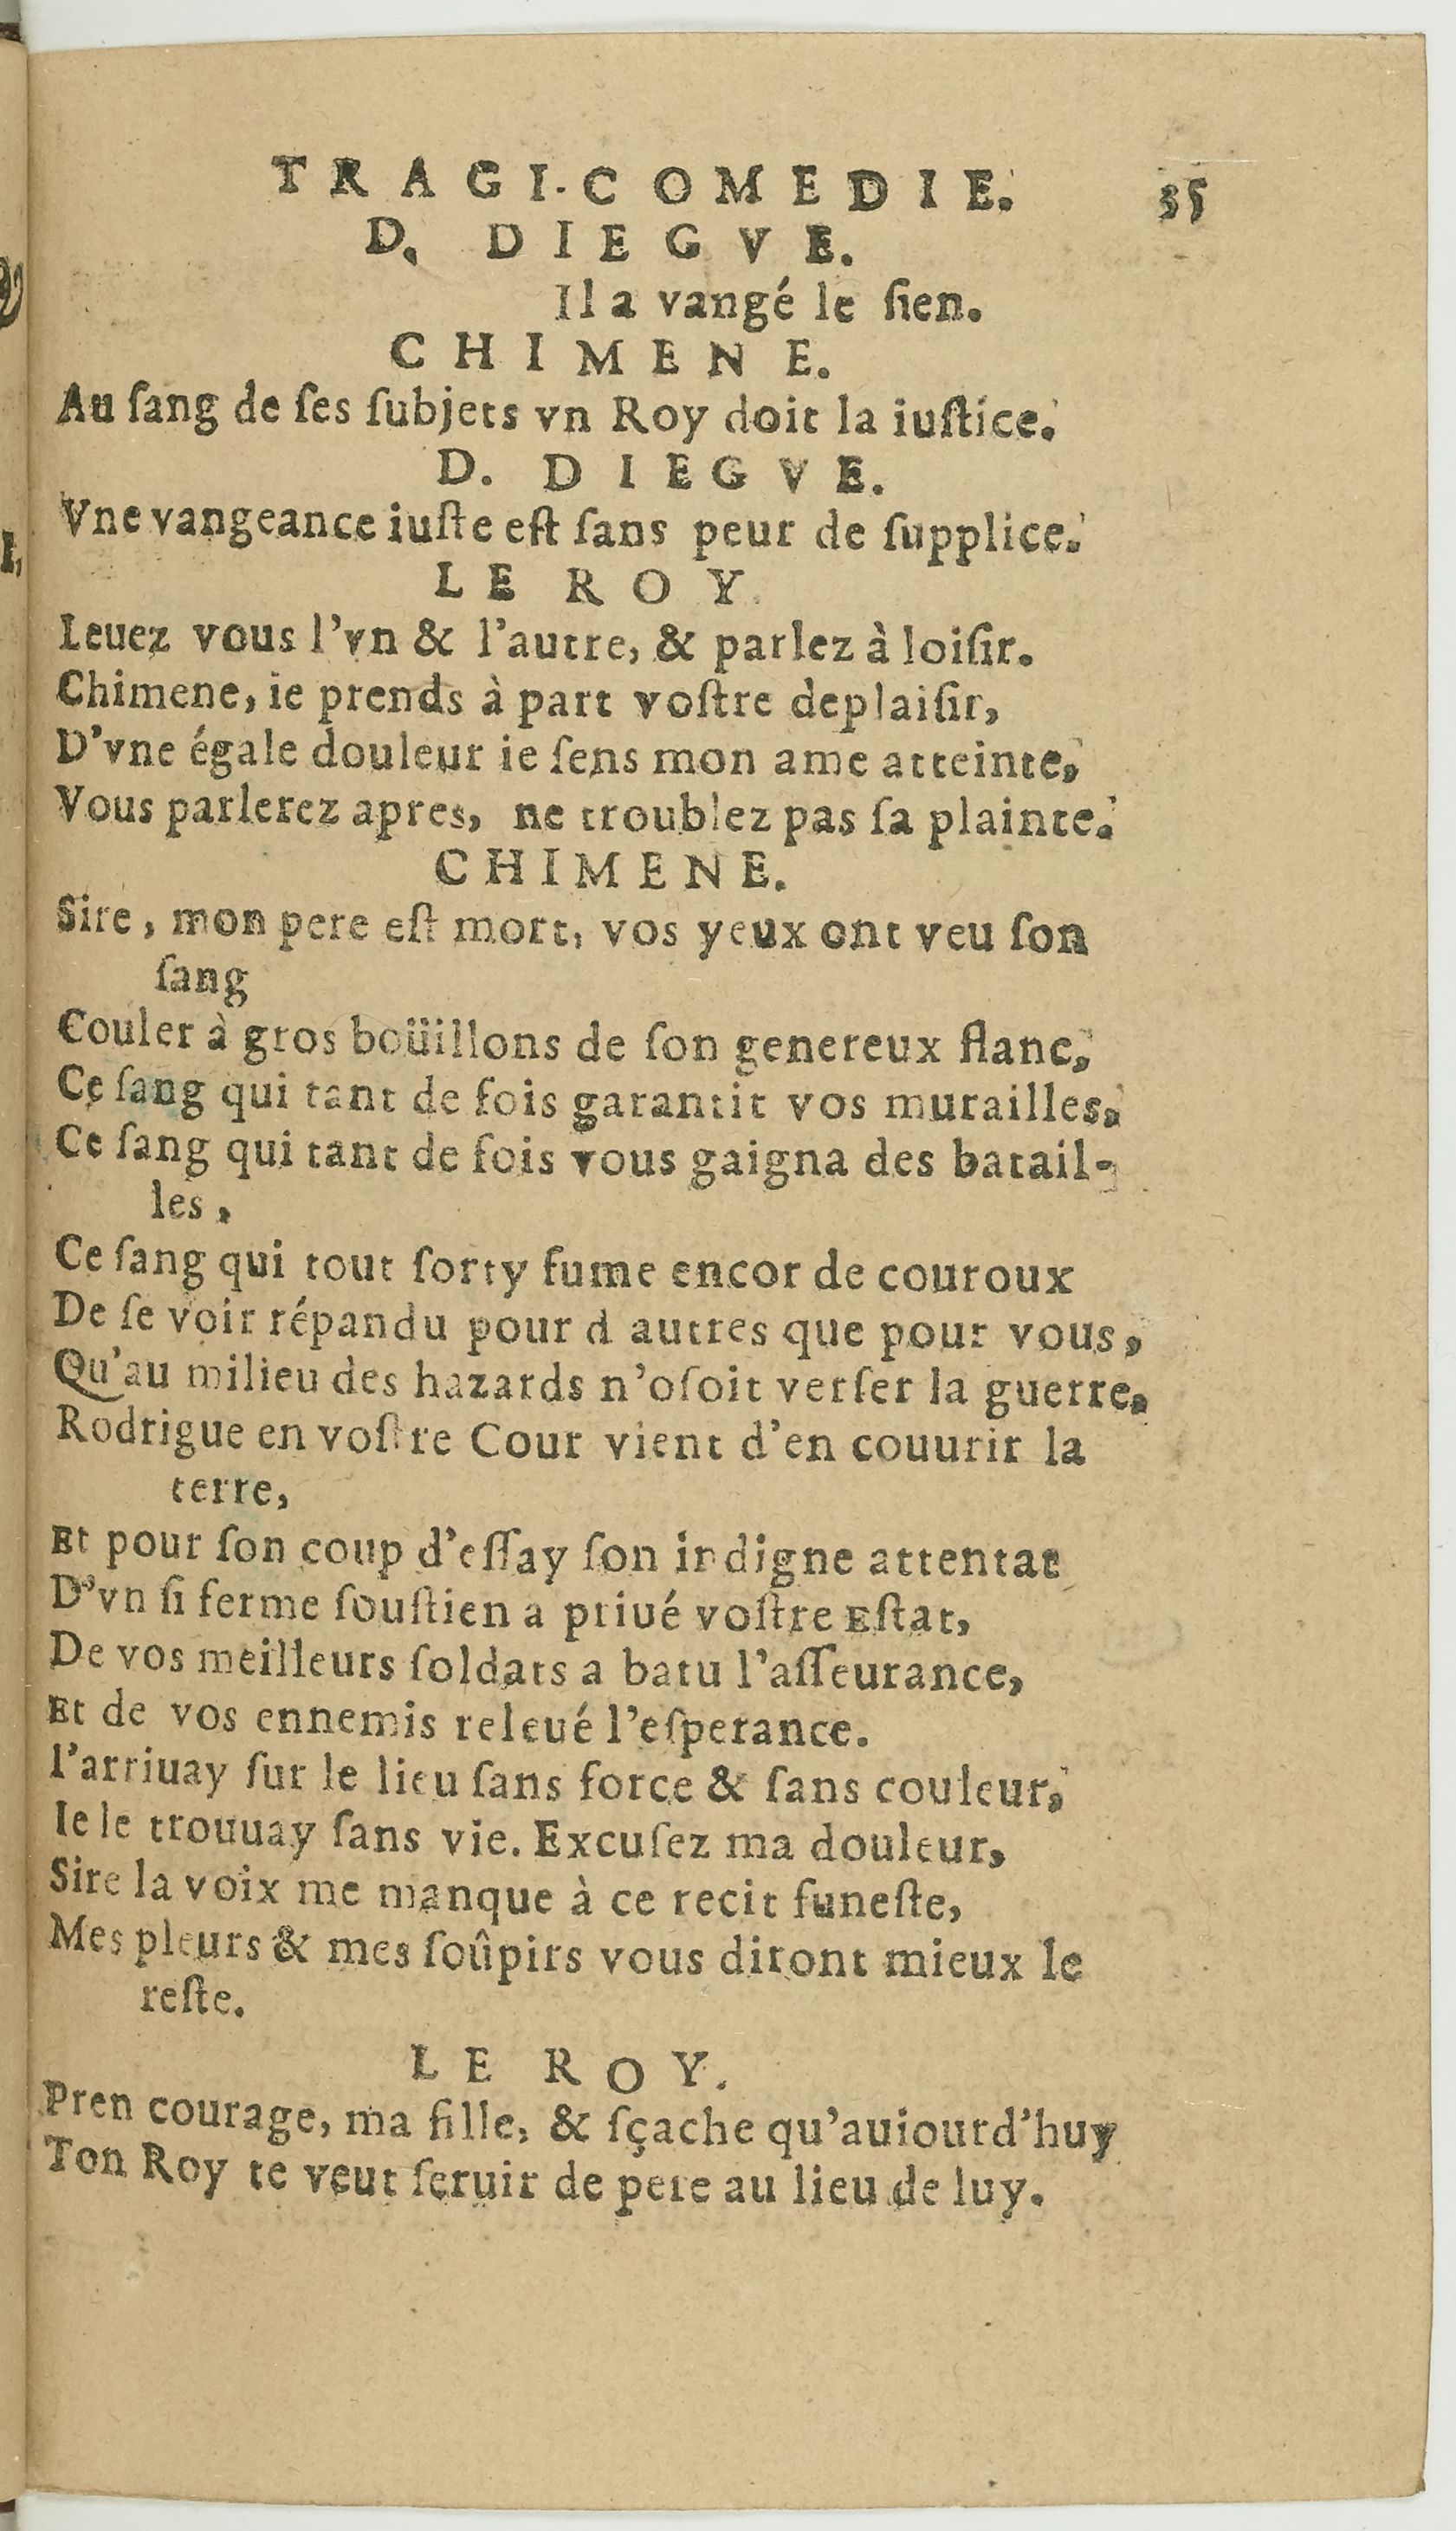 TRAGI-COMEDIE. 35
D. DIEGVE.
Il a vangé le ſien.
CHIMENE.
Au ſang de ſes ſubjets vn Roy doit la iuſtice.
D. DIEGVE.
Vne vangeance iuſte eſt ſans peur de ſupplice.
LE ROY.
Leuez vous l'vn & l'autre, & parlez à loiſir.
Chimene, ie prends à part voſtre deplaiſir,
D'vne égale douleur ie ſens mon ame atteinte,
Vous parlerez apres, ne troublez pas ſa plainte.
CHIMENE.
Sire, mon pere eſt mort, vos yeux ont veu ſon
ſang
Couler à gros boüillons de ſon genereux flanc,
Ce ſang qui tant de fois garantit vos murailles,
Ce ſang qui tant de fois vous gaigna des batail-
les,
Ce ſang qui tout ſorty fume encor de couroux
De ſe voir répandu pour d autres que pour vous,
Qu'au milieu des hazards n'oſoit verſer la guerre,
Rodrigue en voſtre Cour vient d'en couurir la
terre,
Et pour ſon coup d'eſſay ſon indigne attentat
D'vn ſi ferme ſouſtien a priué voſtre Eſtat,
De vos meilleurs ſoldats a batu l'aſſeurance,
Et de vos ennemis releué l'eſperance.
I'arriuay ſur le lieu ſans force & ſans couleur,
Ie le trouuay ſans vie. Excuſez ma douleur,
Sire la voix me manque à ce recit funeſte,
Mes pleurs & mes ſoûpirs vous diront mieux le
reſte.
LE ROY.
Pren courage, ma fille, & ſçache qu'auiourd'huy
Ton Roy te veut ſeruir de pere au lieu de luy.